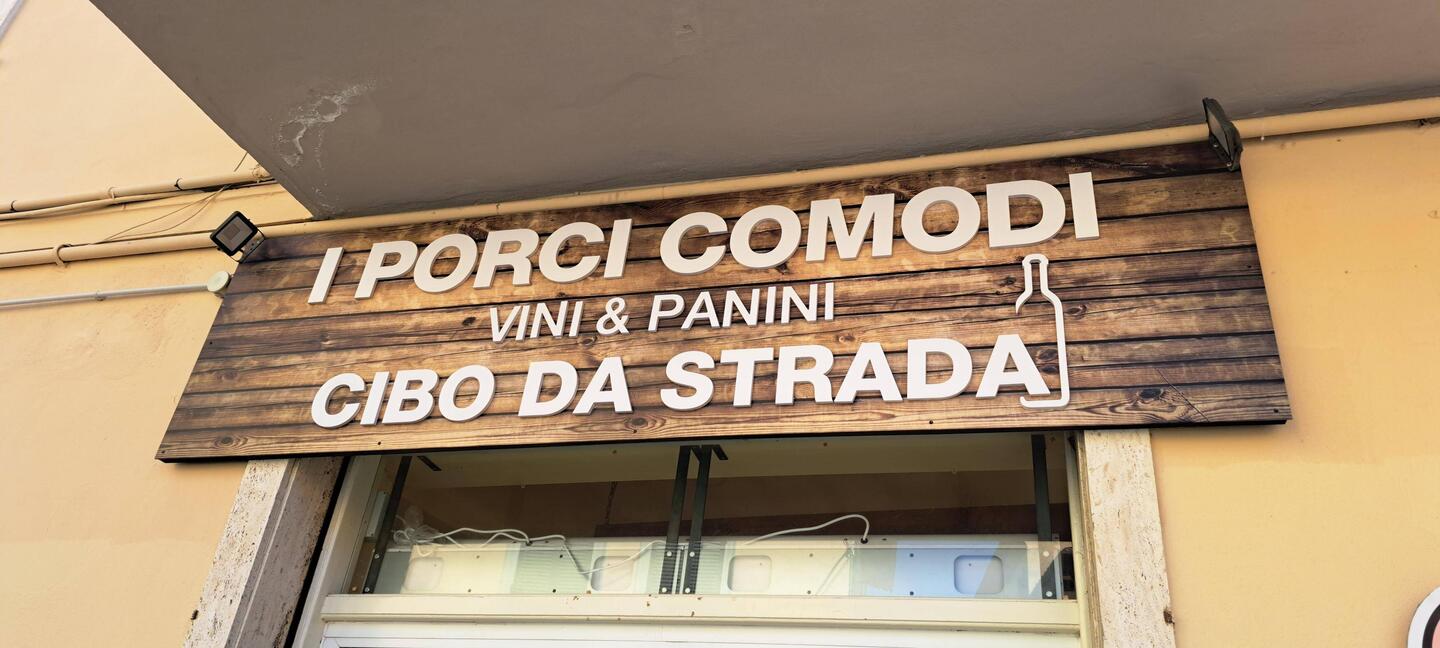 I PORCI COMODI
VINI & PANINI
CIBO DA STRADA